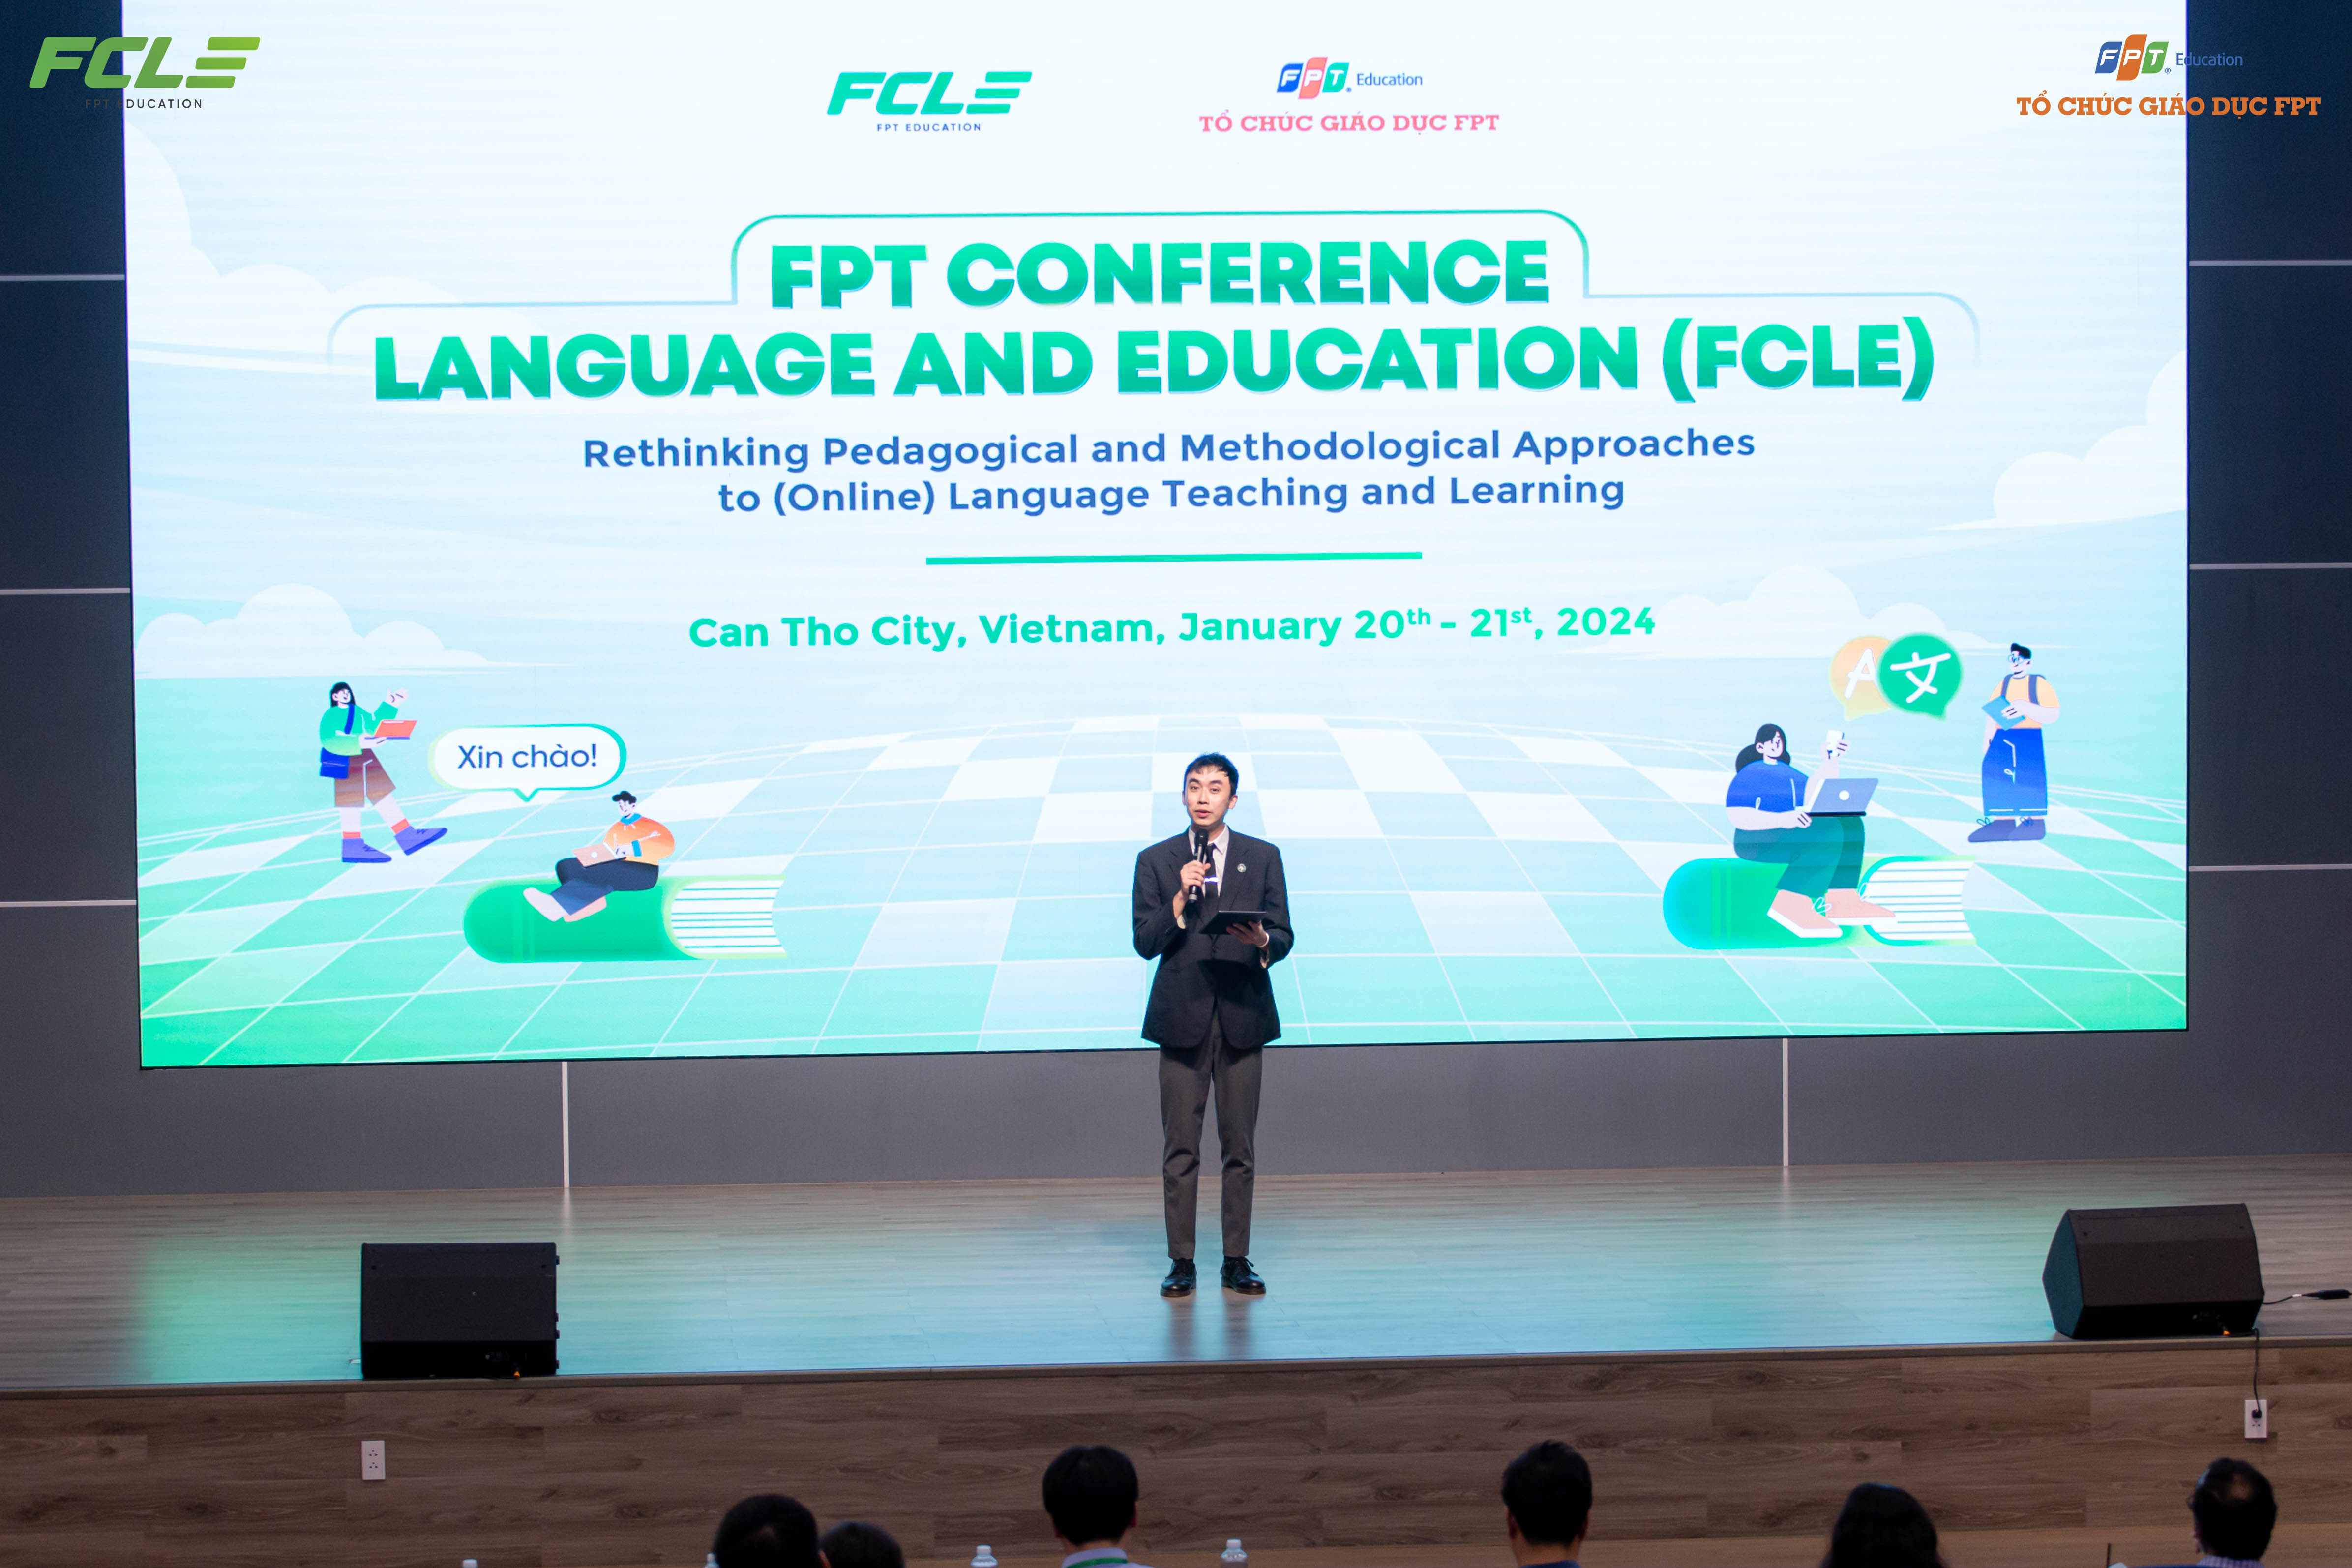 FCLE
FPT EDUCATION
FCLE
FPT EDUCATION
FPT Education
TỔ CHỨC GIÁO DỤC FPT
FPT Education
TỔ CHỨC GIÁO DỤC FPT
FPT CONFERENCE
LANGUAGE AND EDUCATION (FCLE)
Rethinking Pedagogical and Methodological Approaches
to (Online) Language Teaching and Learning
Can Tho City, Vietnam, January 20th - 21st, 2024
A 文
Xin chào!